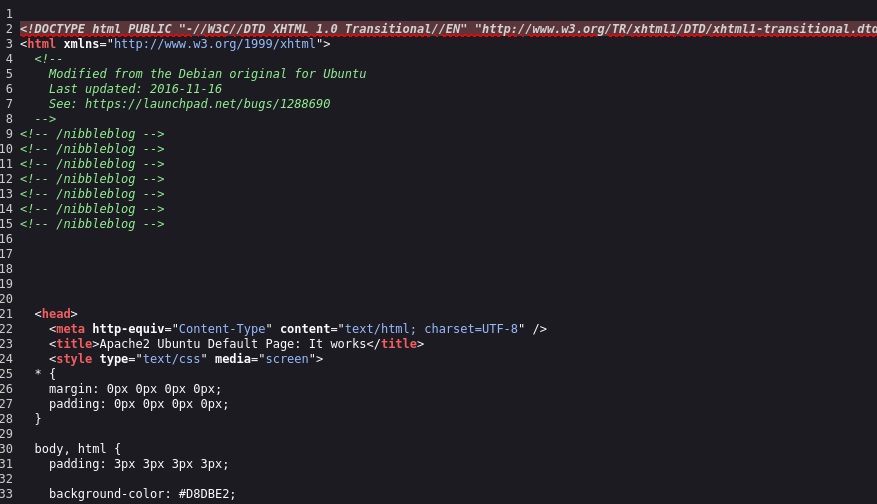 1
2 <!DOCTYPE html PUBLIC "-//W3C//DTD XHTML 1.0 Transitional//EN" "http://www.w3.org/TR/xhtml1/DTD/xhtml1-transitional.dtd
3 <html xmlns="http://www.w3.org/1999/xhtml">
4   <!--
5     Modified from the Debian original for Ubuntu
6     Last updated: 2016-11-16
7     See: https://launchpad.net/bugs/1288690
8   -->
9 <!-- /nibbleblog -->
10 <!-- /nibbleblog -->
11 <!-- /nibbleblog -->
12 <!-- /nibbleblog -->
13 <!-- /nibbleblog -->
14 <!-- /nibbleblog -->
15 <!-- /nibbleblog -->
16
17
18
19
20
21   <head>
22     <meta http-equiv="Content-Type" content="text/html; charset=UTF-8" />
23     <title>Apache2 Ubuntu Default Page: It works</title>
24     <style type="text/css" media="screen">
25   * {
26     margin: 0px 0px 0px 0px;
27     padding: 0px 0px 0px 0px;
28   }
29
30   body, html {
31     padding: 3px 3px 3px 3px;
32
33     background-color: #D8DBE2;